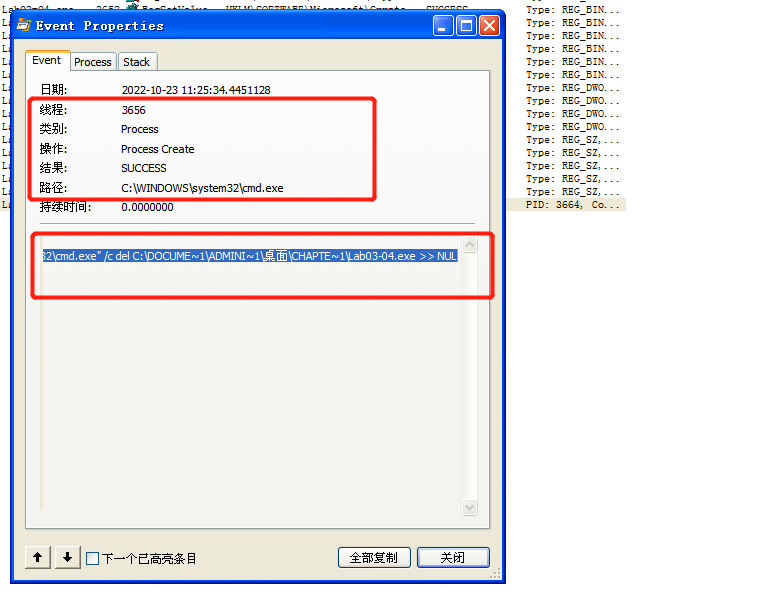 Event Properties
Event Process Stack
日期: 2022-10-23 11:25:34.4451128
线程: 3656
类别: Process
操作: Process Create
结果: SUCCESS
路径: C:\WINDOWS\system32\cmd.exe
持续时间: 0.0000000
32\cmd.exe" /c del C:\DOCUME~1\ADMINI~1\桌面\CHAPTE~1\Lab03-04.exe >> NUL
下一个已高亮条目 全部复制 关闭
Type: REG_BIN...
Type: REG_BIN...
Type: REG_BIN...
Type: REG_BIN...
Type: REG_BIN...
Type: REG_BIN...
Type: REG_DWO...
Type: REG_DWO...
Type: REG_DWO...
Type: REG_DWO...
Type: REG_SZ,...
Type: REG_SZ,...
Type: REG_SZ,...
Type: REG_SZ,...
Type: REG_SZ,...
PID: 3664, Co...